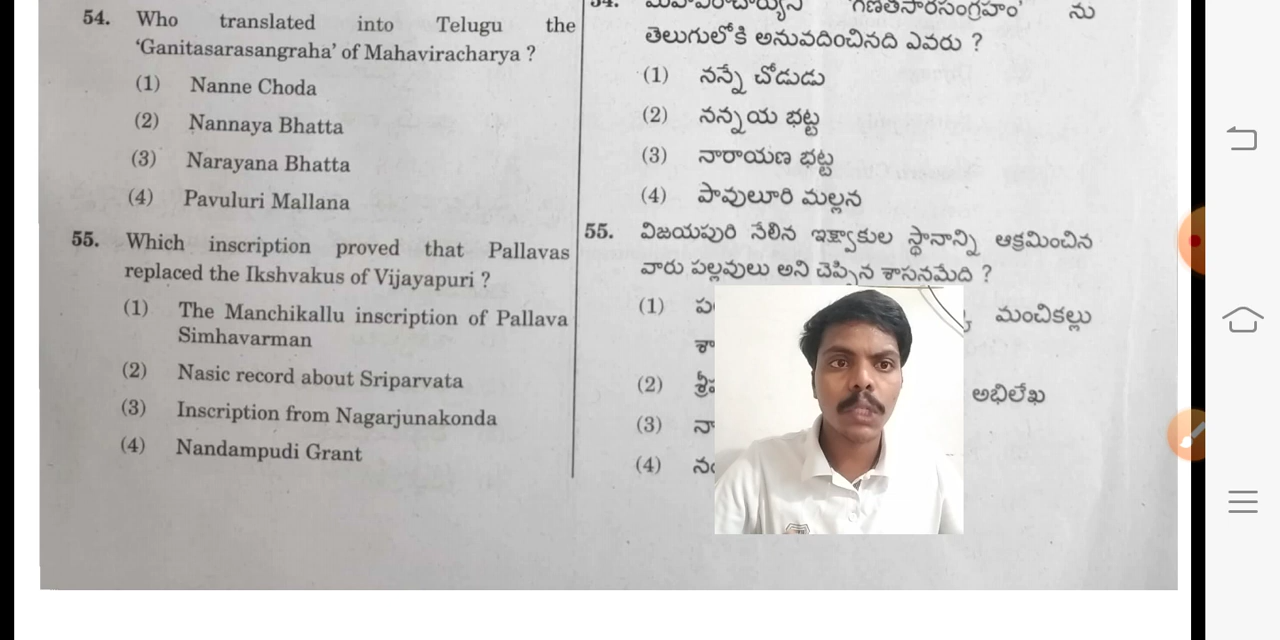 54. Who translated into Telugu the
'Ganitasarasangraha' of Mahaviracharya ?
(1) Nanne Choda
(2) Nannaya Bhatta
(3) Narayana Bhatta
(4) Pavuluri Mallana
55. Which inscription proved that Pallavas
replaced the Ikshvakus of Vijayapuri ?
(1) The Manchikallu inscription of Pallava
Simhavarman
(2) Nasic record about Sriparvata
(3) Inscription from Nagarjunakonda
(4) Nandampudi Grant
54. మహావీరాచార్యుని 'గణితసారసంగ్రహం' ను
తెలుగులోకి అనువదించినది ఎవరు ?
(1) నన్నే చోడుడు
(2) నన్నయ భట్ట
(3) నారాయణ భట్ట
(4) పావులూరి మల్లన
55. విజయపురి నేలిన ఇక్ష్వాకుల స్థానాన్ని ఆక్రమించిన
వారు పల్లవులు అని చెప్పిన శాసనమేది ?
(1) మంచికల్లు
(2) అభిలేఖ
(3)
(4)